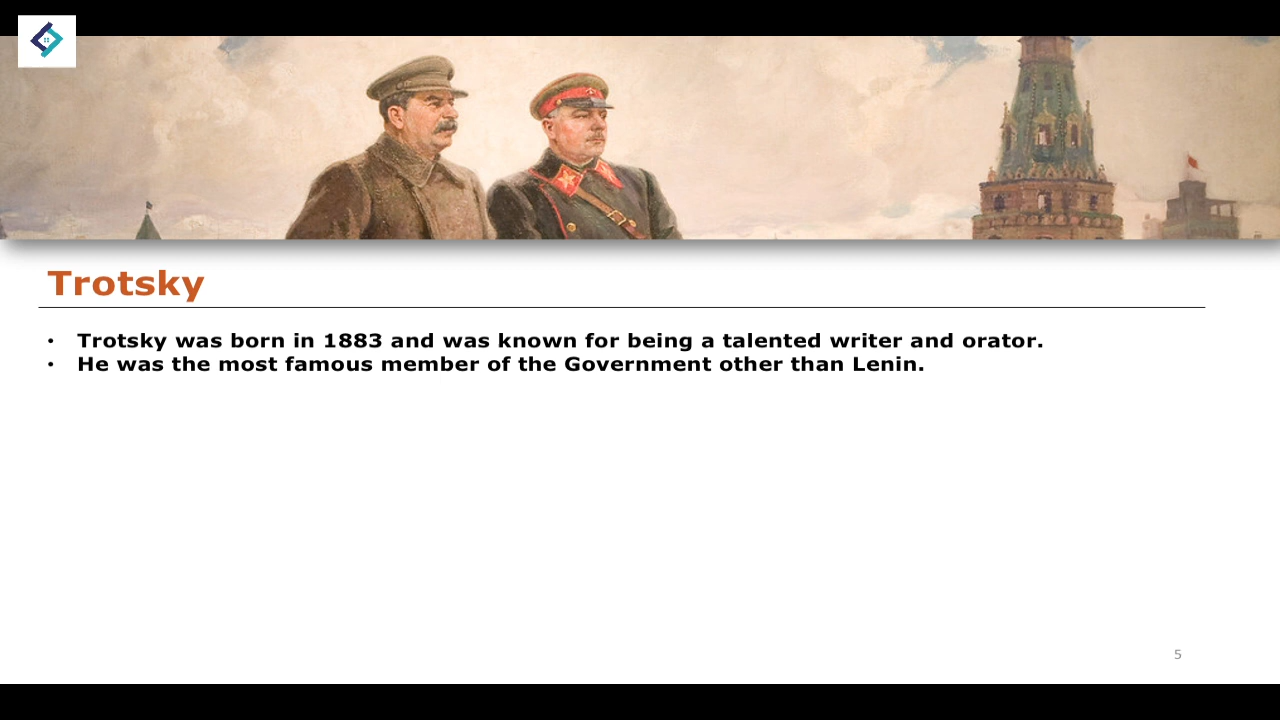 Trotsky
• Trotsky was born in 1883 and was known for being a talented writer and orator.
• He was the most famous member of the Government other than Lenin.
5